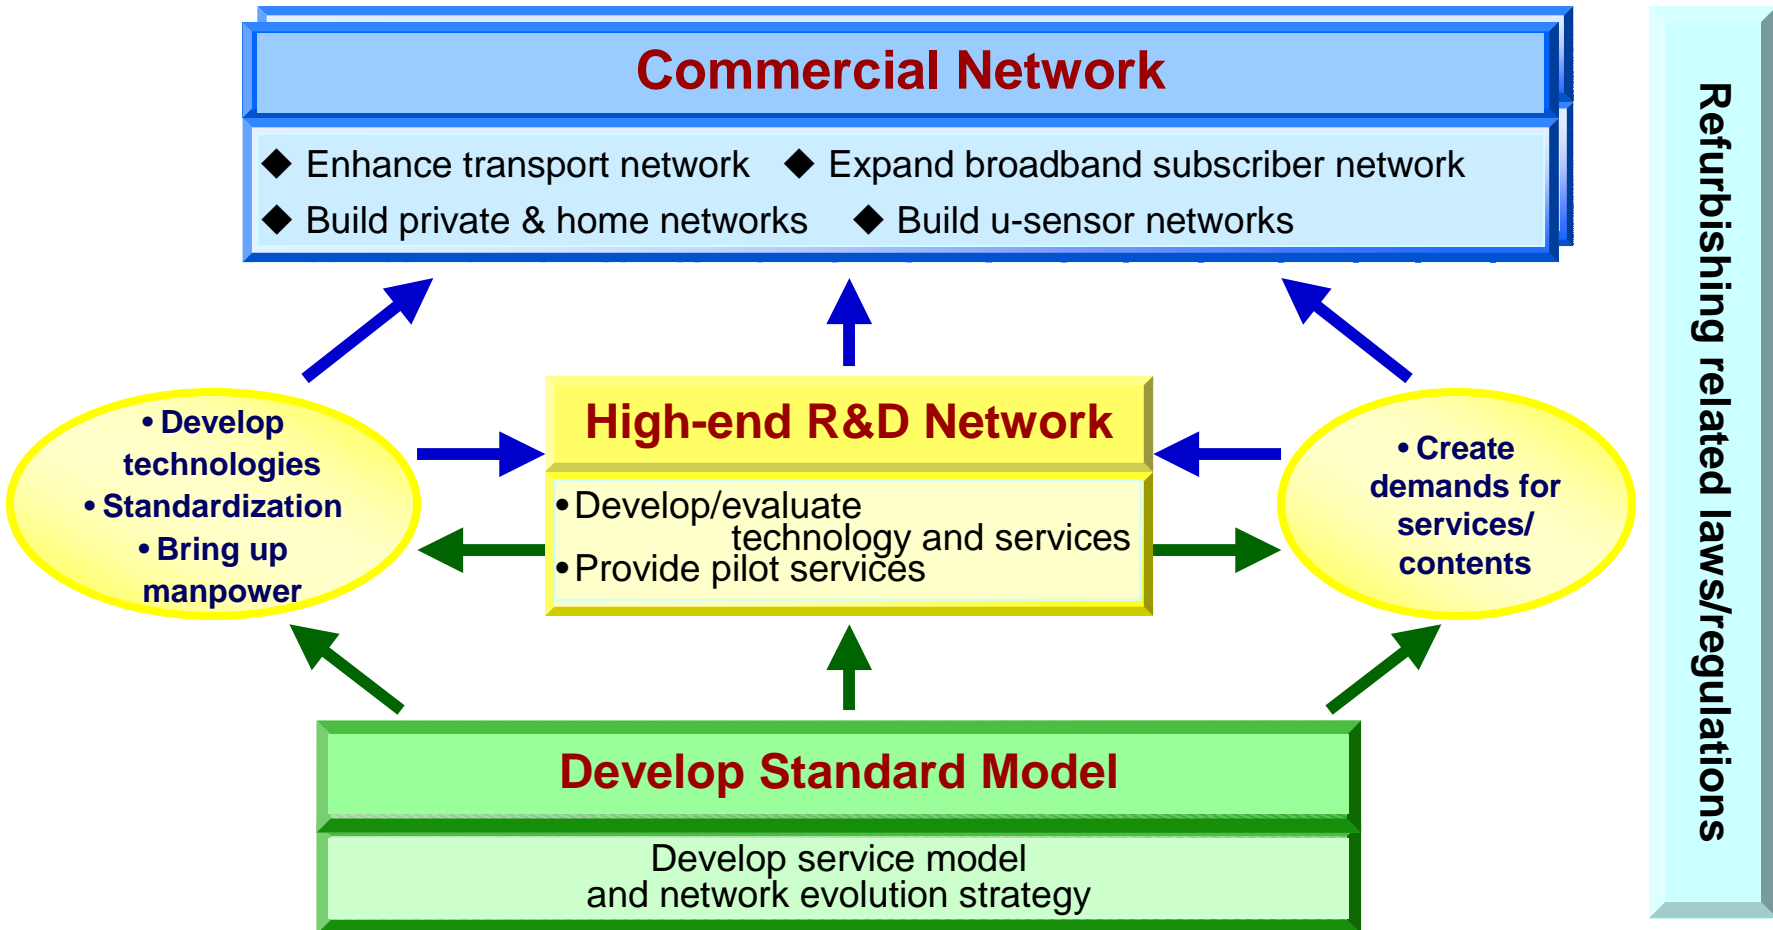 Commercial Network
◆ Enhance transport network ◆ Expand broadband subscriber network
◆ Build private & home networks ◆ Build u-sensor networks
• Develop
technologies
• Standardization
• Bring up
manpower
High-end R&D Network
• Develop/evaluate
technology and services
• Provide pilot services
• Create
demands for
services/
contents
Develop Standard Model
Develop service model
and network evolution strategy
Refurbishing related laws/regulations